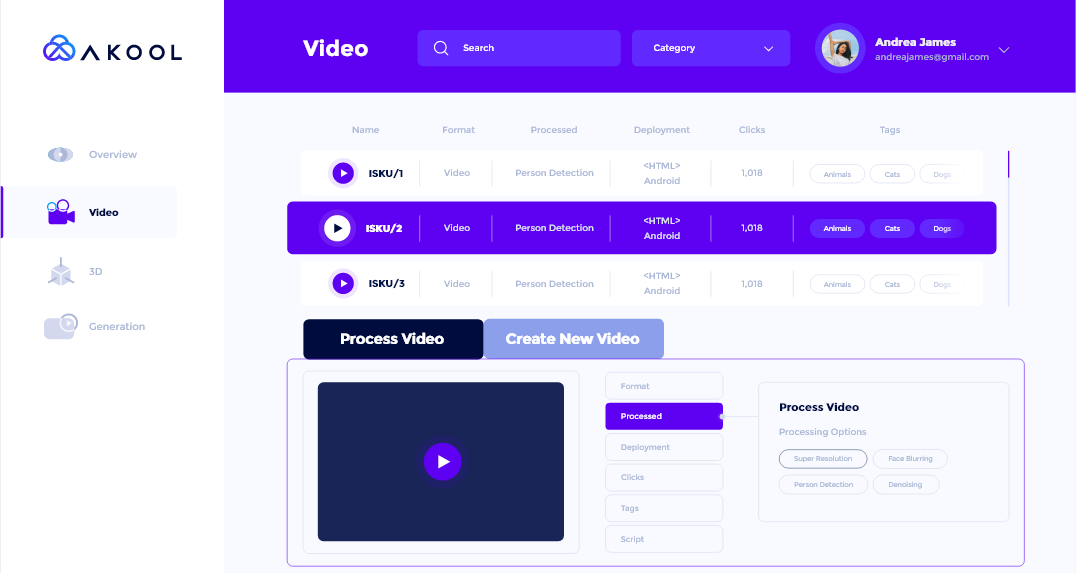 AKOOL
Video
Search
Category
Andrea James
andreajames@gmail.com
Overview
Video
3D
Generation
Name Format Processed Deployment Clicks Tags
ISKU/1 Video Person Detection <HTML> Android 1,018 Animals Cats Dogs
ISKU/2 Video Person Detection <HTML> Android 1,018 Animals Cats Dogs
ISKU/3 Video Person Detection <HTML> Android 1,018 Animals Cats Dogs
Process Video Create New Video
Format
Processed
Deployment
Clicks
Tags
Script
Process Video
Processing Options
Super Resolution Face Blurring
Person Detection Denoising